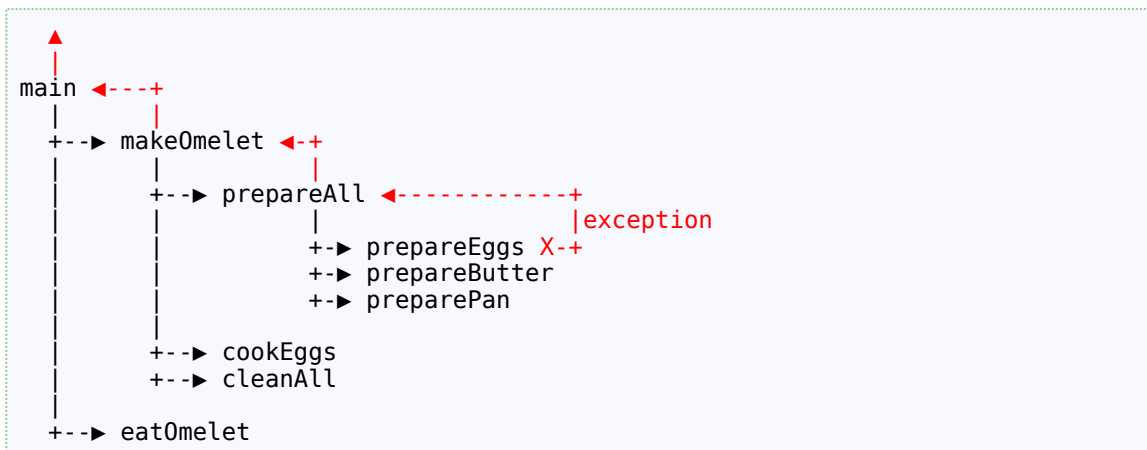 ▲
|
main ◄---+
| |
+--► makeOmelet ◄-+
| | |
| +--► prepareAll ◄------------+
| | | |exception
| | +-► prepareEggs X-+
| | +-► prepareButter
| | +-► preparePan
| |
| +--► cookEggs
| +--► cleanAll
|
+--► eatOmelet